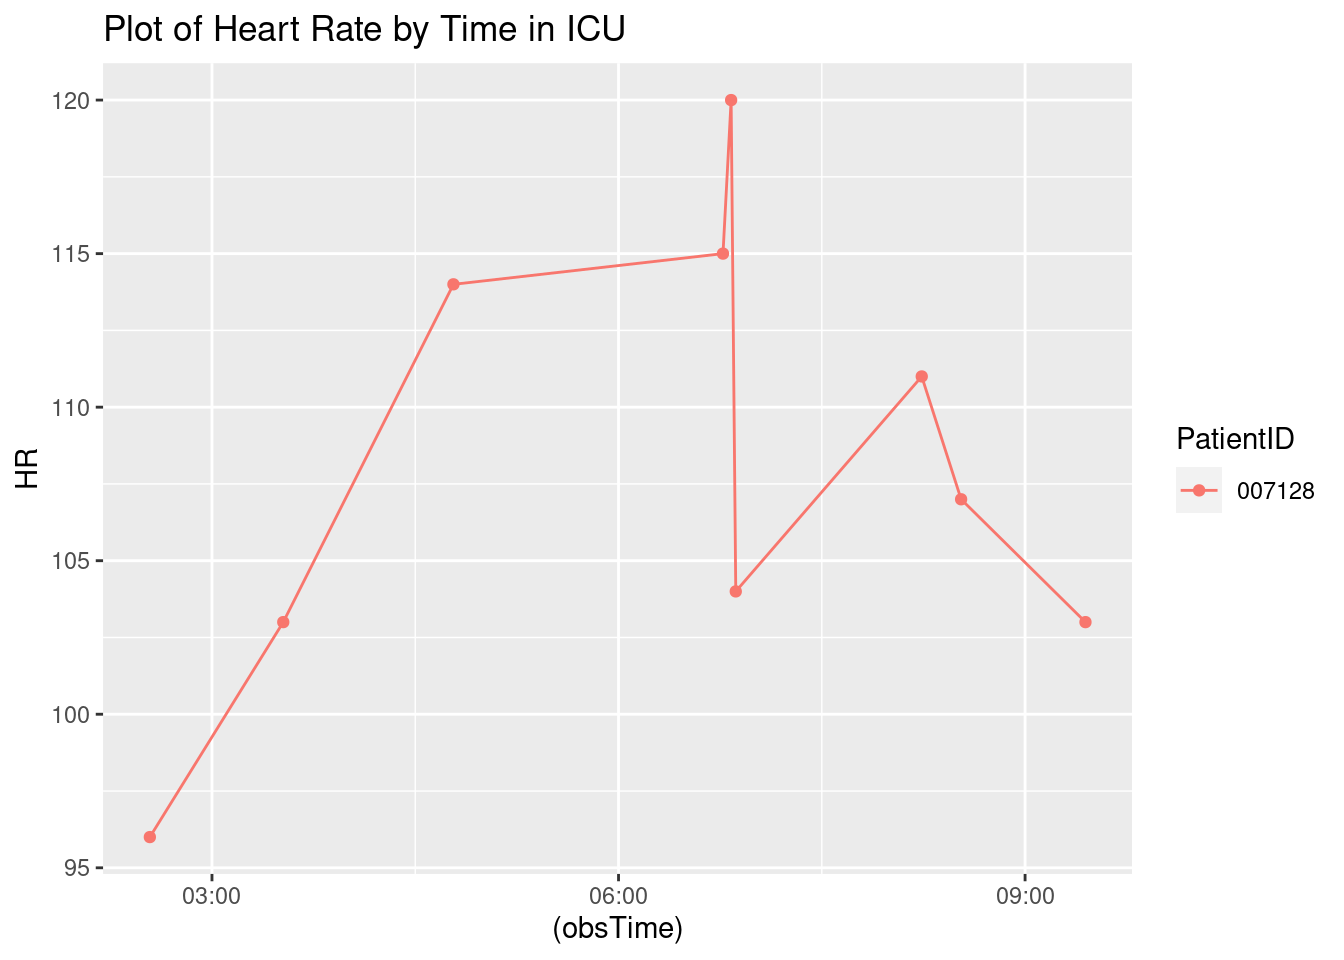 Plot of Heart Rate by Time in ICU
120
115
110
105
100
95
HR
03:00 06:00 09:00
(obsTime)
PatientID
007128